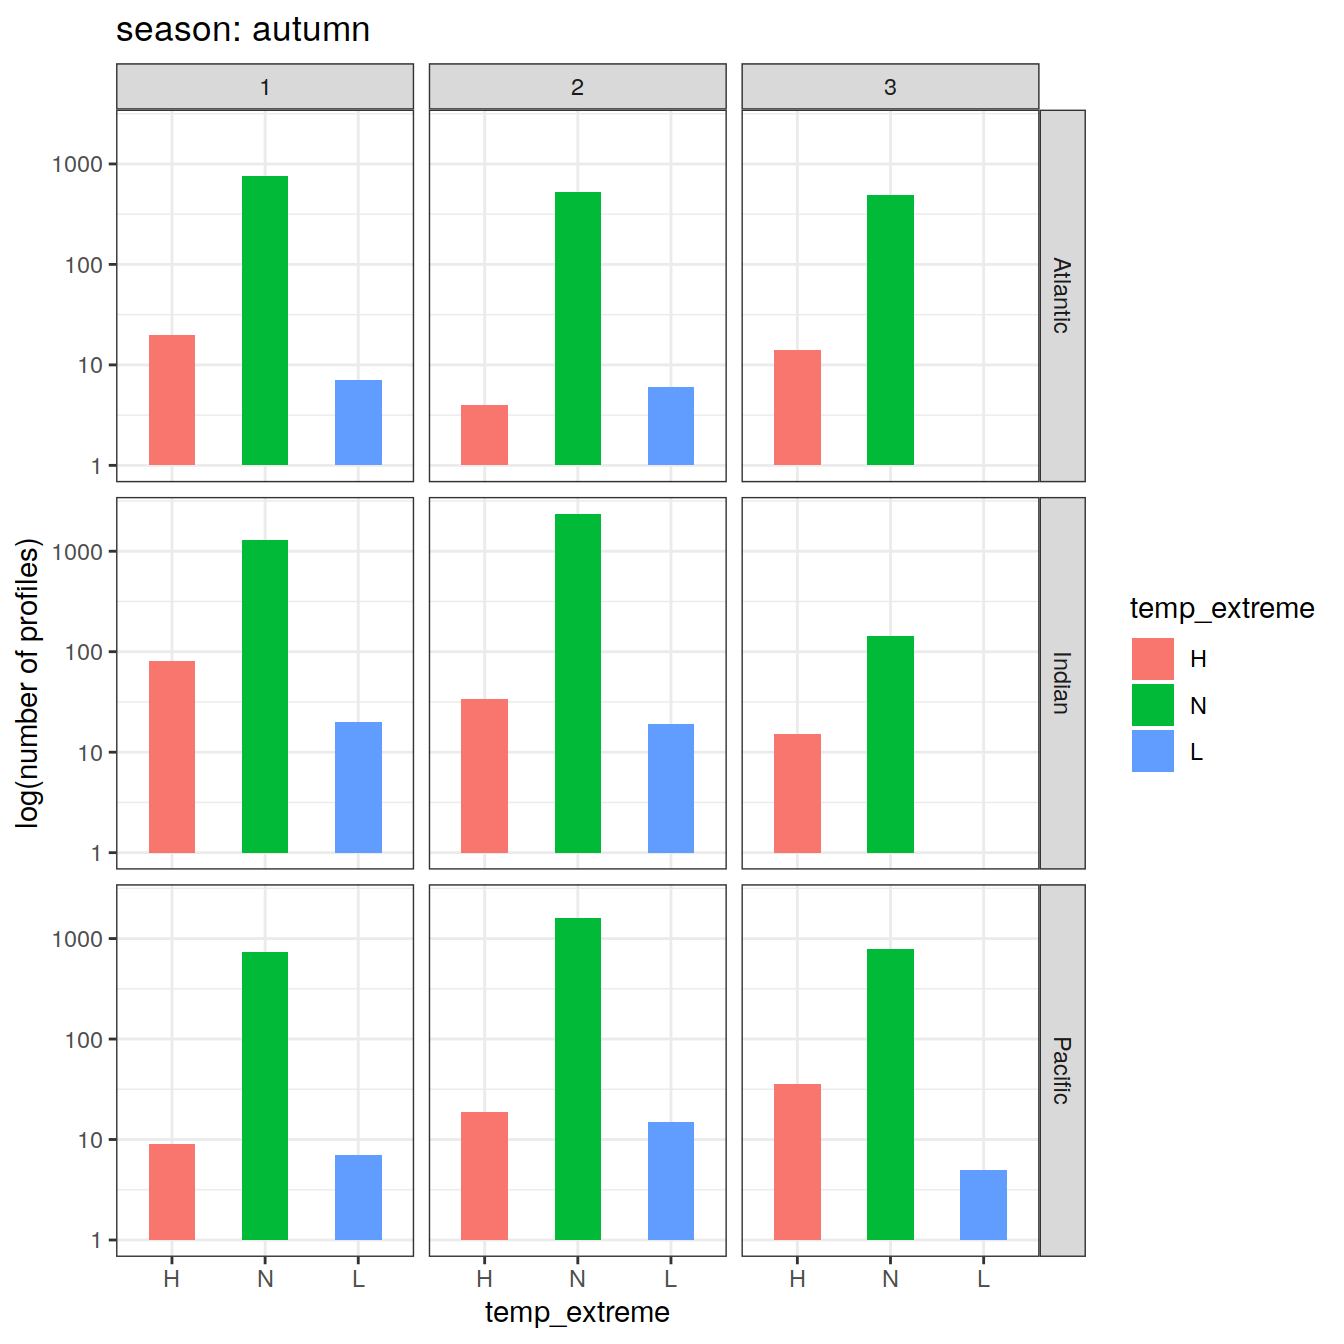 season: autumn
1 2 3
1000
100
10
1
Atlantic
1000
100
10
1
Indian
1000
100
10
1
Pacific
H N L H N L H N L
temp_extreme
log(number of profiles)
temp_extreme
H
N
L